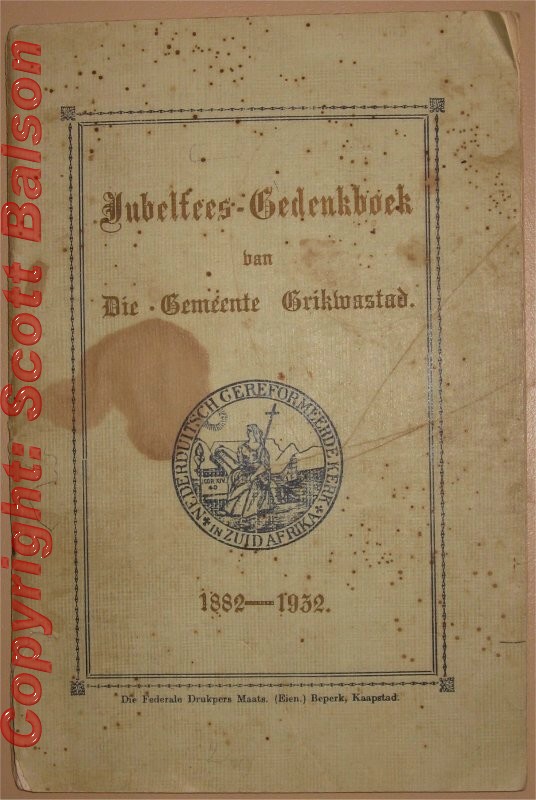 Jubelfees-Gedenkboek
van
Die Gemeente Grikwastad.
NEDERDUITSCH GEREFORMEERDE KERK
IN ZUID AFRIKA
1882—1932.
Die Federale Drukpers Maats. (Eien.) Beperk, Kaapstad.
Copyright: Scott Balson